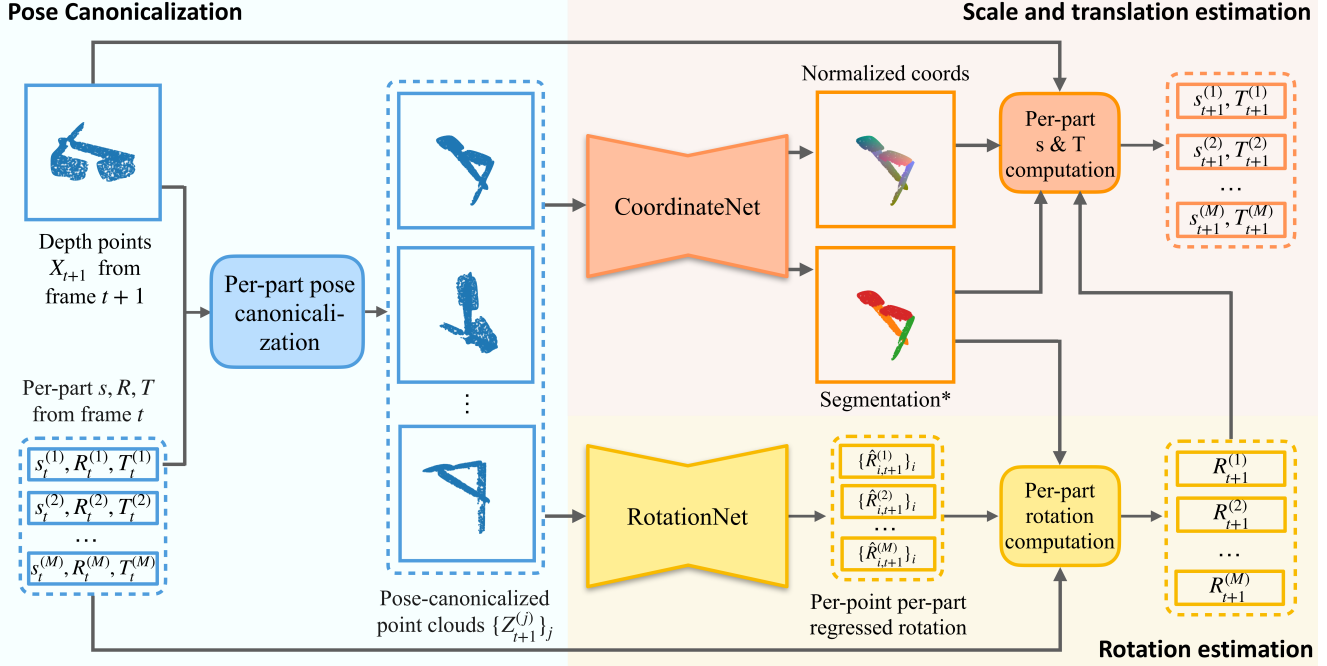 Pose Canonicalization
Scale and translation estimation
Depth points
X_{t+1} from
frame t + 1
Per-part pose
canonicali-
zation
Per-part s, R, T
from frame t
s_t^{(1)}, R_t^{(1)}, T_t^{(1)}
s_t^{(2)}, R_t^{(2)}, T_t^{(2)}
...
s_t^{(M)}, R_t^{(M)}, T_t^{(M)}
⋮
Pose-canonicalized
point clouds {Z_{t+1}^{(j)}}_j
CoordinateNet
Normalized coords
Segmentation*
Per-part
s & T
computation
s_{t+1}^{(1)}, T_{t+1}^{(1)}
s_{t+1}^{(2)}, T_{t+1}^{(2)}
...
s_{t+1}^{(M)}, T_{t+1}^{(M)}
RotationNet
{R̂_{i,t+1}^{(1)}}_i
{R̂_{i,t+1}^{(2)}}_i
...
{R̂_{i,t+1}^{(M)}}_i
Per-point per-part
regressed rotation
Per-part
rotation
computation
R_{t+1}^{(1)}
R_{t+1}^{(2)}
...
R_{t+1}^{(M)}
Rotation estimation